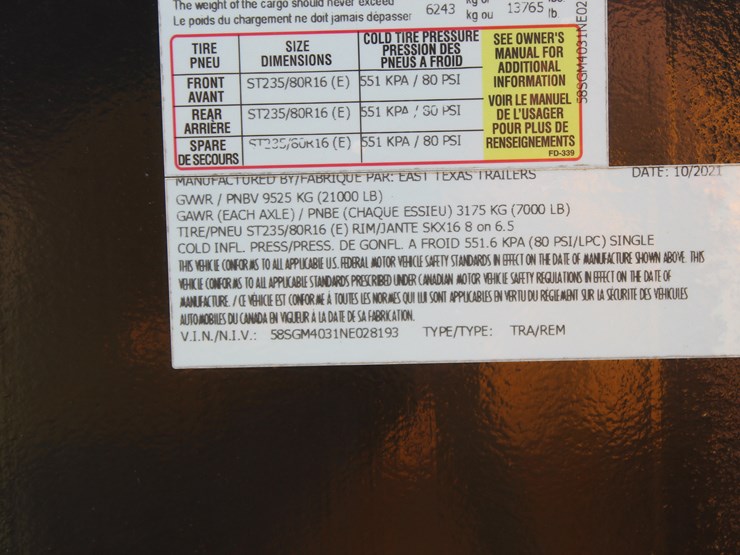 The weight of the cargo should never exceed 6243 kg or 13765 lbs.
Le poids du chargement ne doit jamais dépasser kg ou lb.
58SGM4031NE02
TIRE PNEU
SIZE DIMENSIONS
COLD TIRE PRESSURE PRESSION DES PNEUS A FROID
SEE OWNER'S
MANUAL FOR
ADDITIONAL
INFORMATION
VOIR LE MANUEL
DE L'USAGER
POUR PLUS DE
RENSEIGNEMENTS
FD-339
FRONT AVANT ST235/80R16 (E) 551 KPA / 80 PSI
REAR ARRIÈRE ST235/80R16 (E) 551 KPA / 80 PSI
SPARE DE SECOURS ST235/80R16 (E) 551 KPA / 80 PSI
MANUFACTURED BY/FABRIQUE PAR: EAST TEXAS TRAILERS DATE: 10/2021
GVWR / PNBV 9525 KG (21000 LB)
GAWR (EACH AXLE) / PNBE (CHAQUE ESSIEU) 3175 KG (7000 LB)
TIRE/PNEU ST235/80R16 (E) RIM/JANTE SKX16 8 on 6.5
COLD INFL. PRESS/PRESS. DE GONFL. A FROID 551.6 KPA (80 PSI/LPC) SINGLE
THIS VEHICLE CONFORMS TO ALL APPLICABLE U.S. FEDERAL MOTOR VEHICLE SAFETY STANDARDS IN EFFECT ON THE DATE OF MANUFACTURE SHOWN ABOVE. THIS
VEHICLE CONFORMS TO ALL APPLICABLE STANDARDS PRESCRIBED UNDER CANADIAN MOTOR VEHICLE SAFETY REGULATIONS IN EFFECT ON THE DATE OF
MANUFACTURE. / CE VÉHICULE EST CONFORME À TOUTES LES NORMES QUI LUI SONT APPLICABLES EN VERTU DU RÈGLEMENT SUR LA SÉCURITÉ DES VÉHICULES
AUTOMOBILES DU CANADA EN VIGUEUR À LA DATE DE SA FABRICATION.
V.I.N./N.I.V.: 58SGM4031NE028193 TYPE/TYPE: TRA/REM